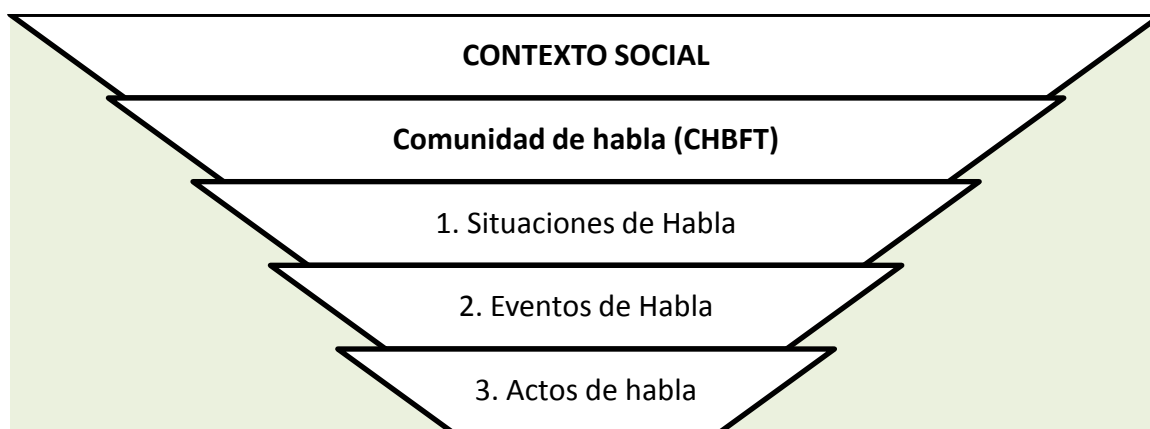 CONTEXTO SOCIAL
Comunidad de habla (CHBFT)
1. Situaciones de Habla
2. Eventos de Habla
3. Actos de habla